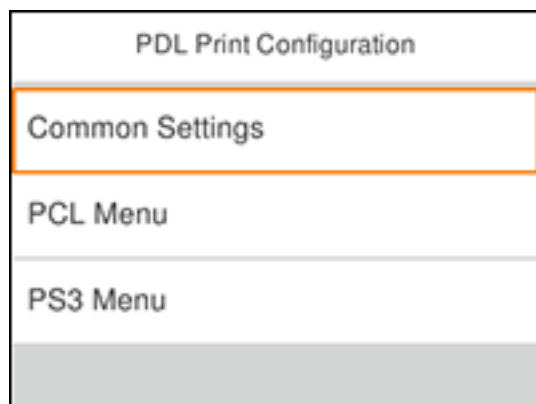 PDL Print Configuration
Common Settings
PCL Menu
PS3 Menu